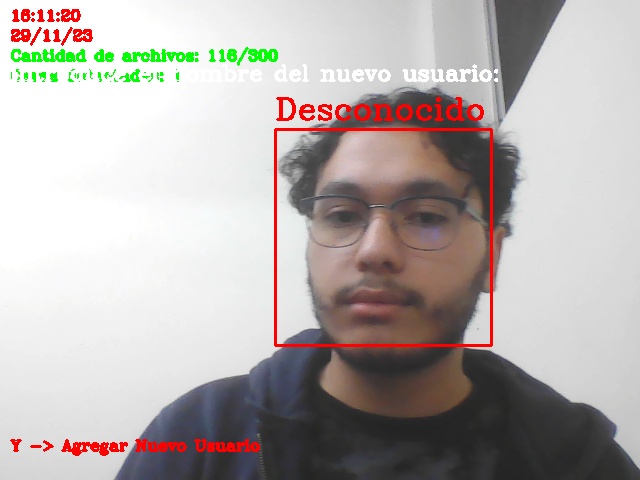 16:11:20
29/11/23
Cantidad de archivos: 116/300
nombre del nuevo usuario:
Desconocido
Y -> Agregar Nuevo Usuario